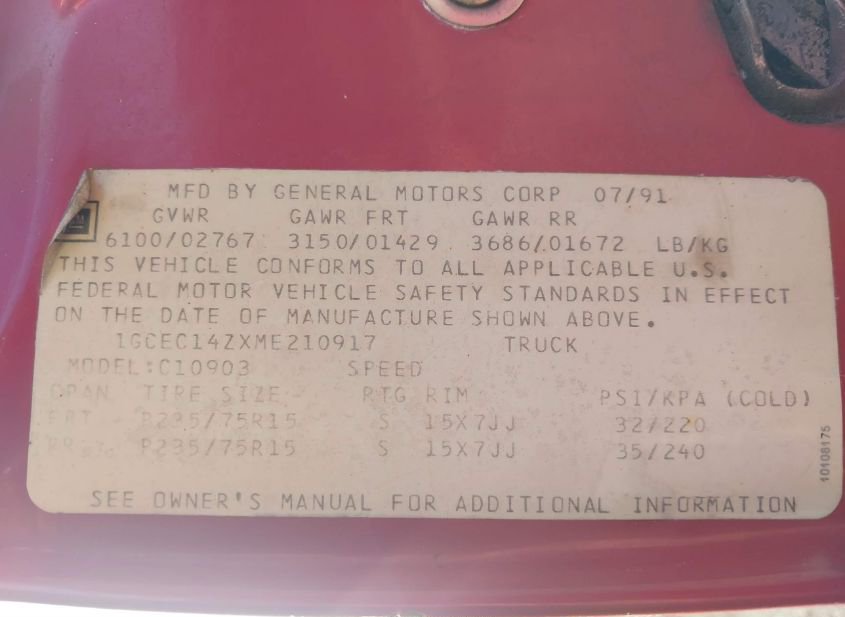 MFD BY GENERAL MOTORS CORP 07/91
GVWR GAWR FRT GAWR RR
6100/02767 3150/01429 3686/01672 LB/KG
THIS VEHICLE CONFORMS TO ALL APPLICABLE U.S.
FEDERAL MOTOR VEHICLE SAFETY STANDARDS IN EFFECT
ON THE DATE OF MANUFACTURE SHOWN ABOVE.
1GCEC14ZXME210917 TRUCK
MODEL:C10903 SPEED
TIRE SIZE RTG RIM PSI/KPA (COLD)
FRT P235/75R15 S 15X7JJ 32/220
P235/75R15 S 15X7JJ 35/240
SEE OWNER'S MANUAL FOR ADDITIONAL INFORMATION
10108175